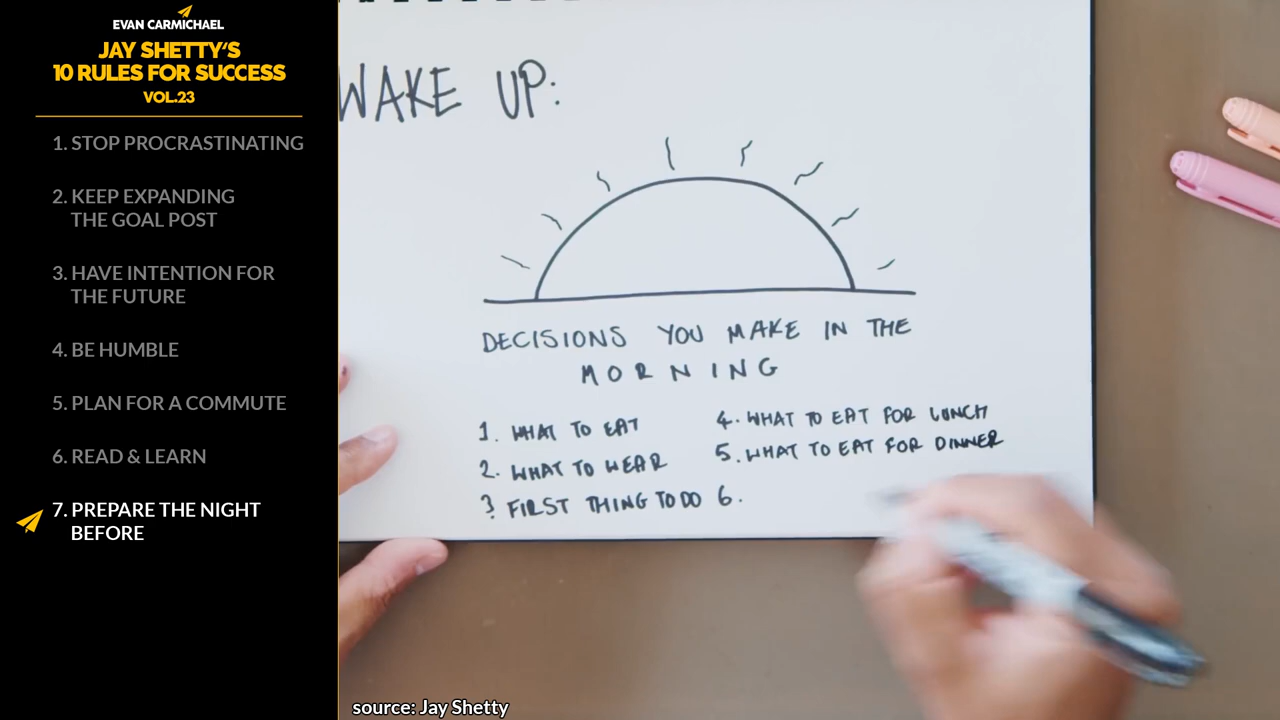 EVAN CARMICHAEL
JAY SHETTY'S
10 RULES FOR SUCCESS
VOL.23
1. STOP PROCRASTINATING
2. KEEP EXPANDING
THE GOAL POST
3. HAVE INTENTION FOR
THE FUTURE
4. BE HUMBLE
5. PLAN FOR A COMMUTE
6. READ & LEARN
7. PREPARE THE NIGHT
BEFORE
WAKE UP:
DECISIONS YOU MAKE IN THE
MORNING
1. WHAT TO EAT
2. WHAT TO WEAR
3 FIRST THING TO DO
4. WHAT TO EAT FOR LUNCH
5. WHAT TO EAT FOR DINNER
6.
source: Jay Shetty